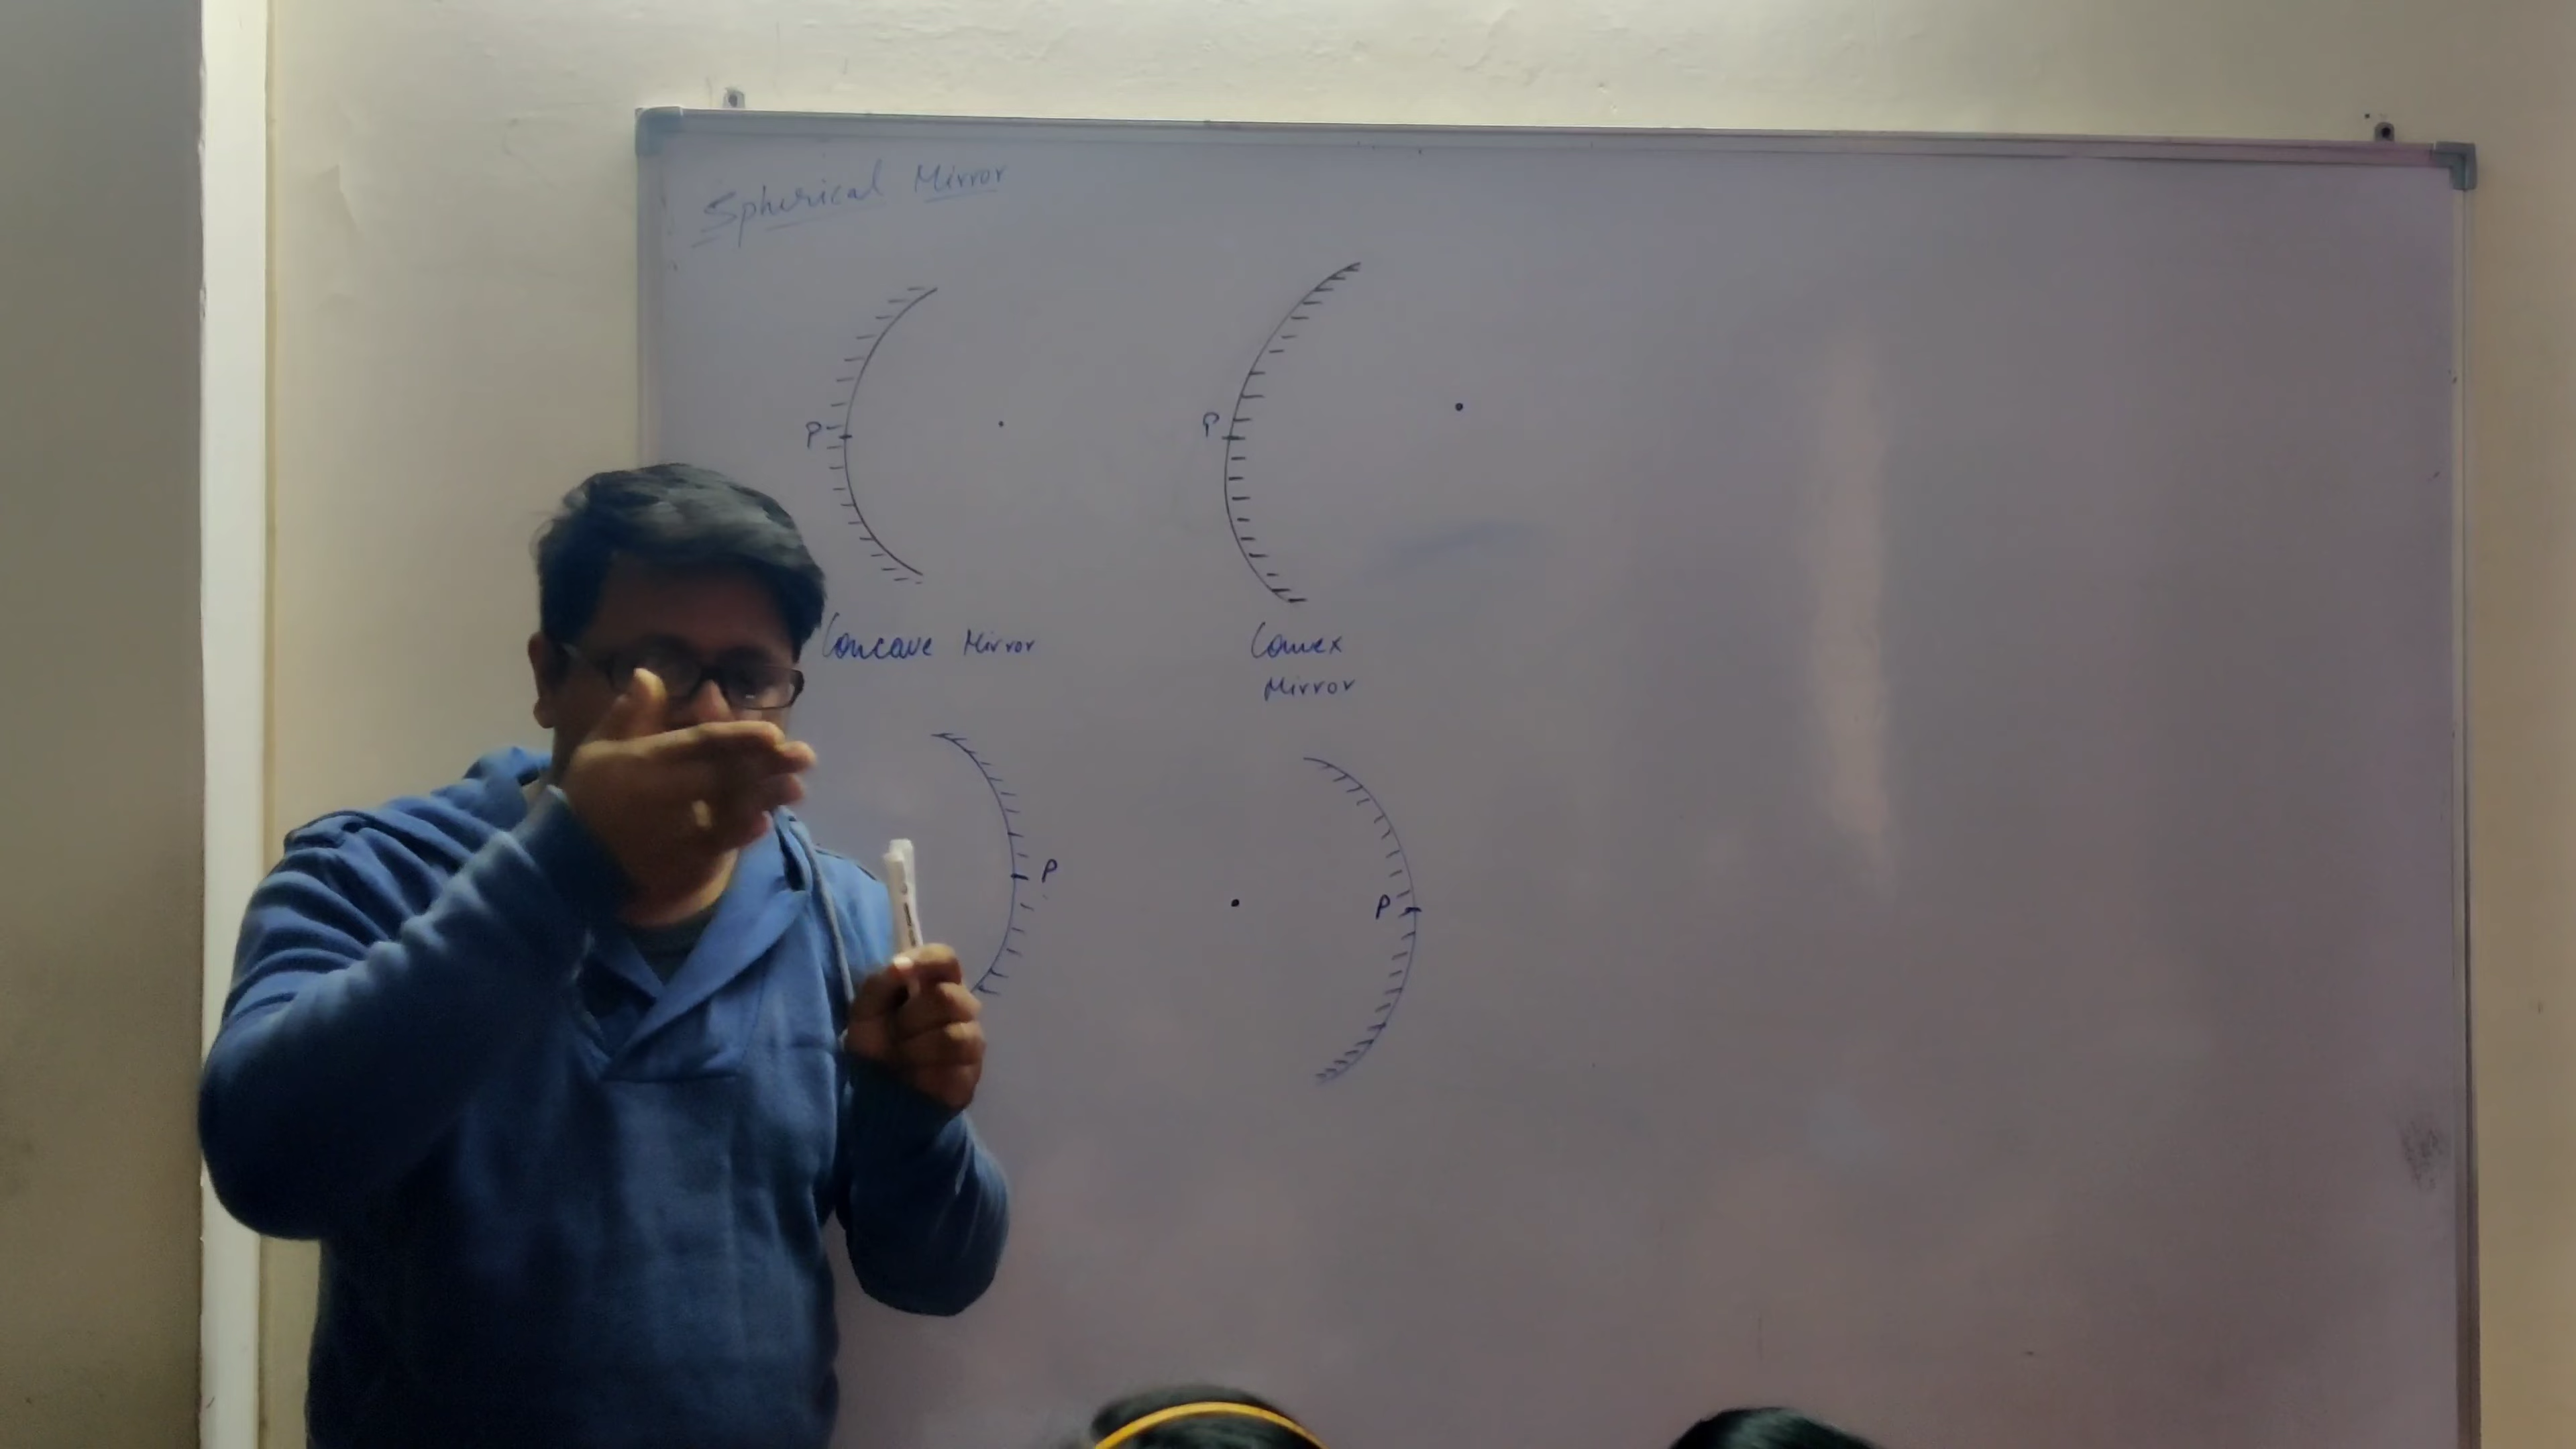 Spherical Mirror
P
P
Concave Mirror
Convex
Mirror
P
P